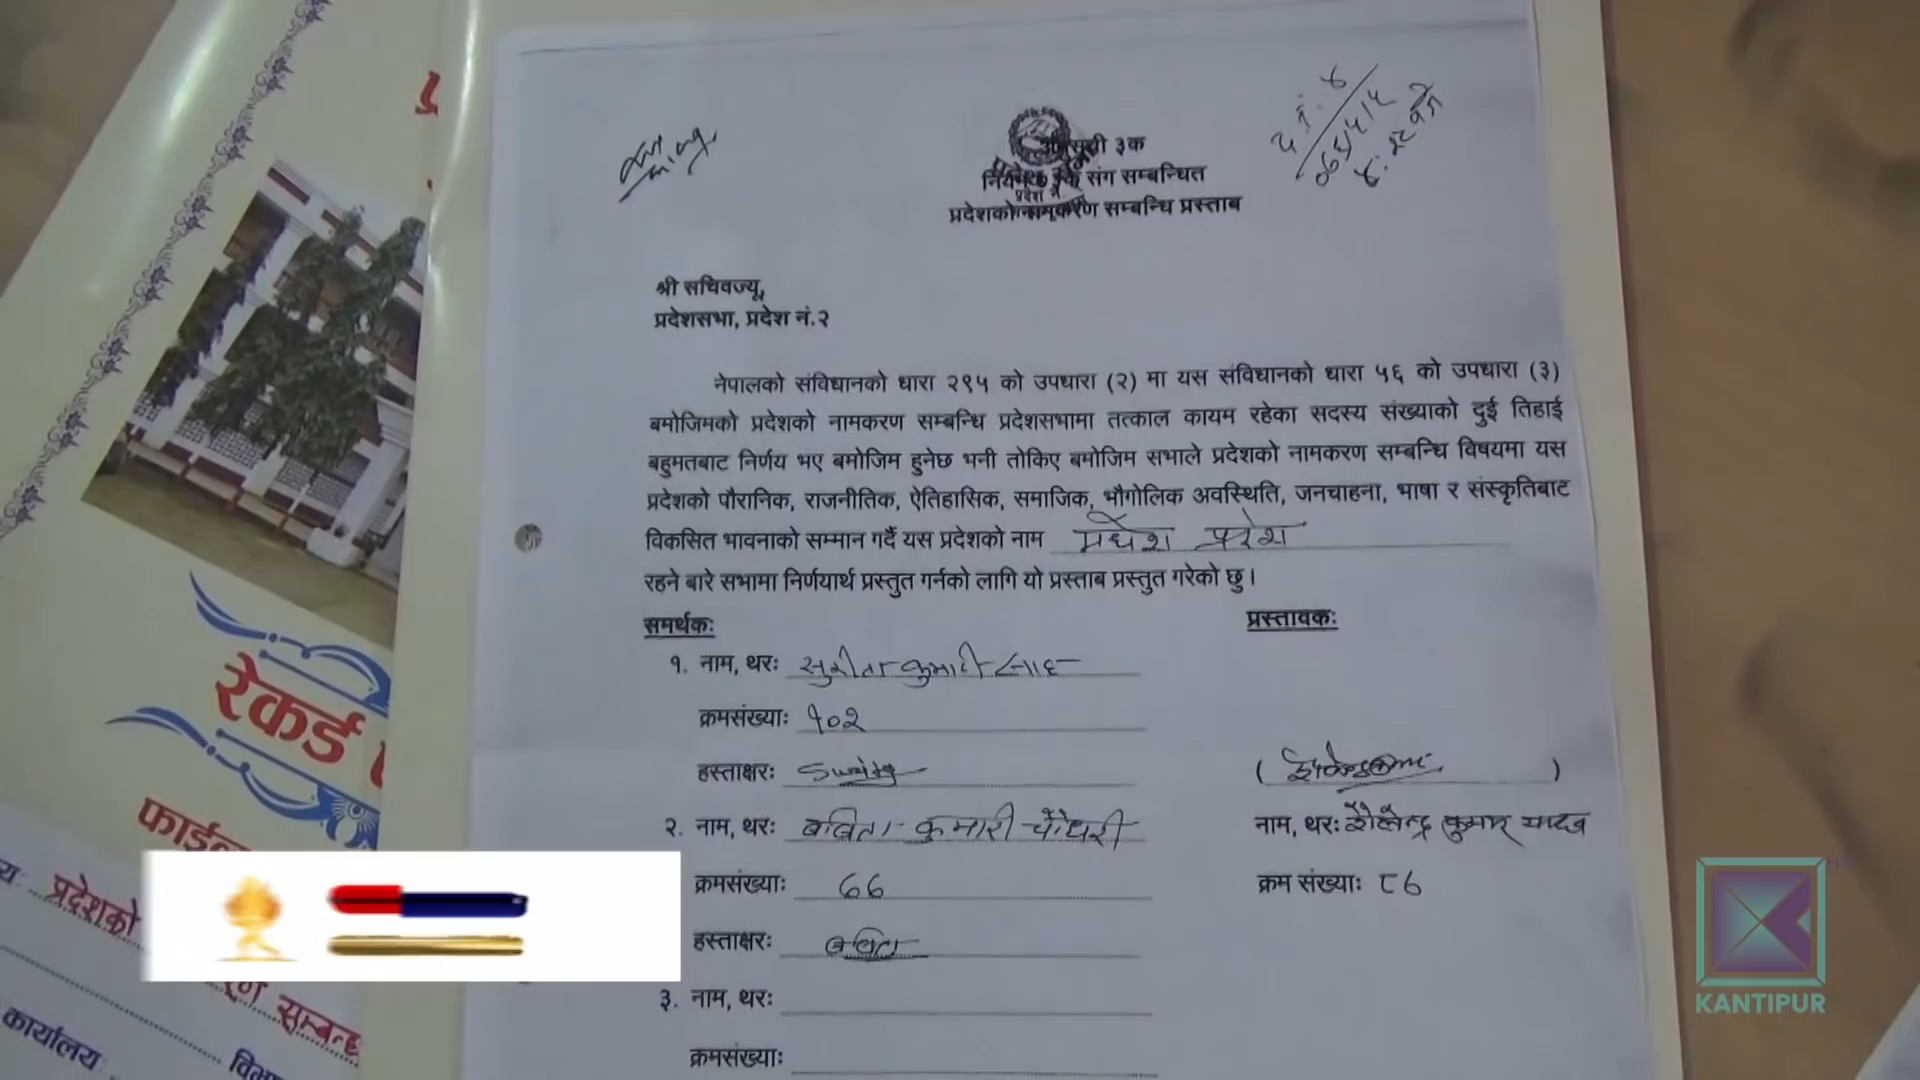 अनुसूची ३क
संग सम्बन्धित
प्रदेशको नामकरण सम्बन्धि प्रस्ताब
श्री सचिवज्यू,
प्रदेशसभा, प्रदेश नं.२
नेपालको संविधानको धारा २९५ को उपधारा (२) मा यस संविधानको धारा ५६ को उपधारा (३)
बमोजिमको प्रदेशको नामकरण सम्बन्धि प्रदेशसभामा तत्काल कायम रहेका सदस्य संख्याको दुई तिहाई
बहुमतबाट निर्णय भए बमोजिम हुनेछ भनी तोकिए बमोजिम सभाले प्रदेशको नामकरण सम्बन्धि विषयमा यस
प्रदेशको पौरानिक, राजनीतिक, ऐतिहासिक, समाजिक, भौगोलिक अवस्थिति, जनचाहना, भाषा र संस्कृतिबाट
विकसित भावनाको सम्मान गर्दै यस प्रदेशको नाम मधेश प्रदेश
रहने बारे सभामा निर्णयार्थ प्रस्तुत गर्नको लागि यो प्रस्ताब प्रस्तुत गरेको छु।
समर्थकः प्रस्तावकः
१. नाम, थरः सुनीता कुमारी साह
क्रमसंख्याः १०२
हस्ताक्षरः
२. नाम, थरः बबिता कुमारी चौधरी नाम, थरः शैलेन्द्र कुमार यादव
क्रमसंख्याः ७७ क्रम संख्याः ८७
हस्ताक्षरः बबिता
३. नाम, थरः
क्रमसंख्याः
रेकर्ड
प्रदेशको
सम्बन्ध
कार्यालय
KANTIPUR